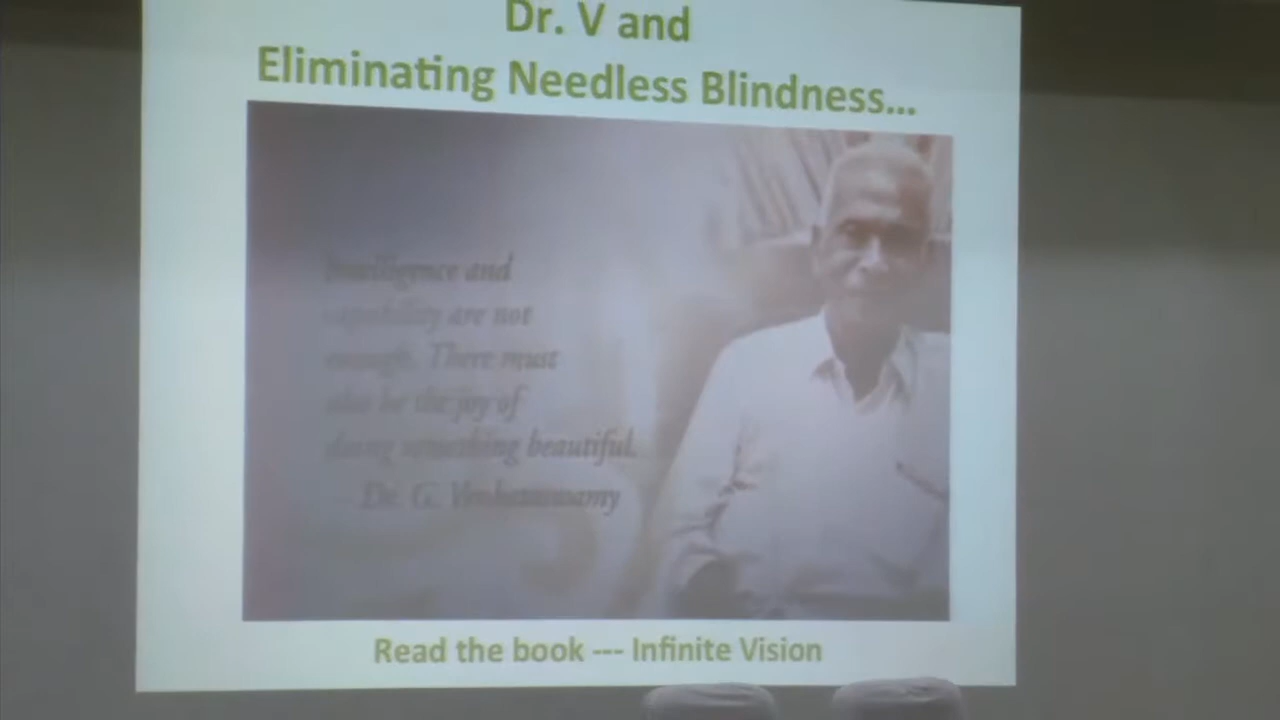 Dr. V and
Eliminating Needless Blindness...
Intelligence and
capability are not
enough. There must
also be the joy of
doing something beautiful.
Dr. G. Venkataswamy
Read the book --- Infinite Vision